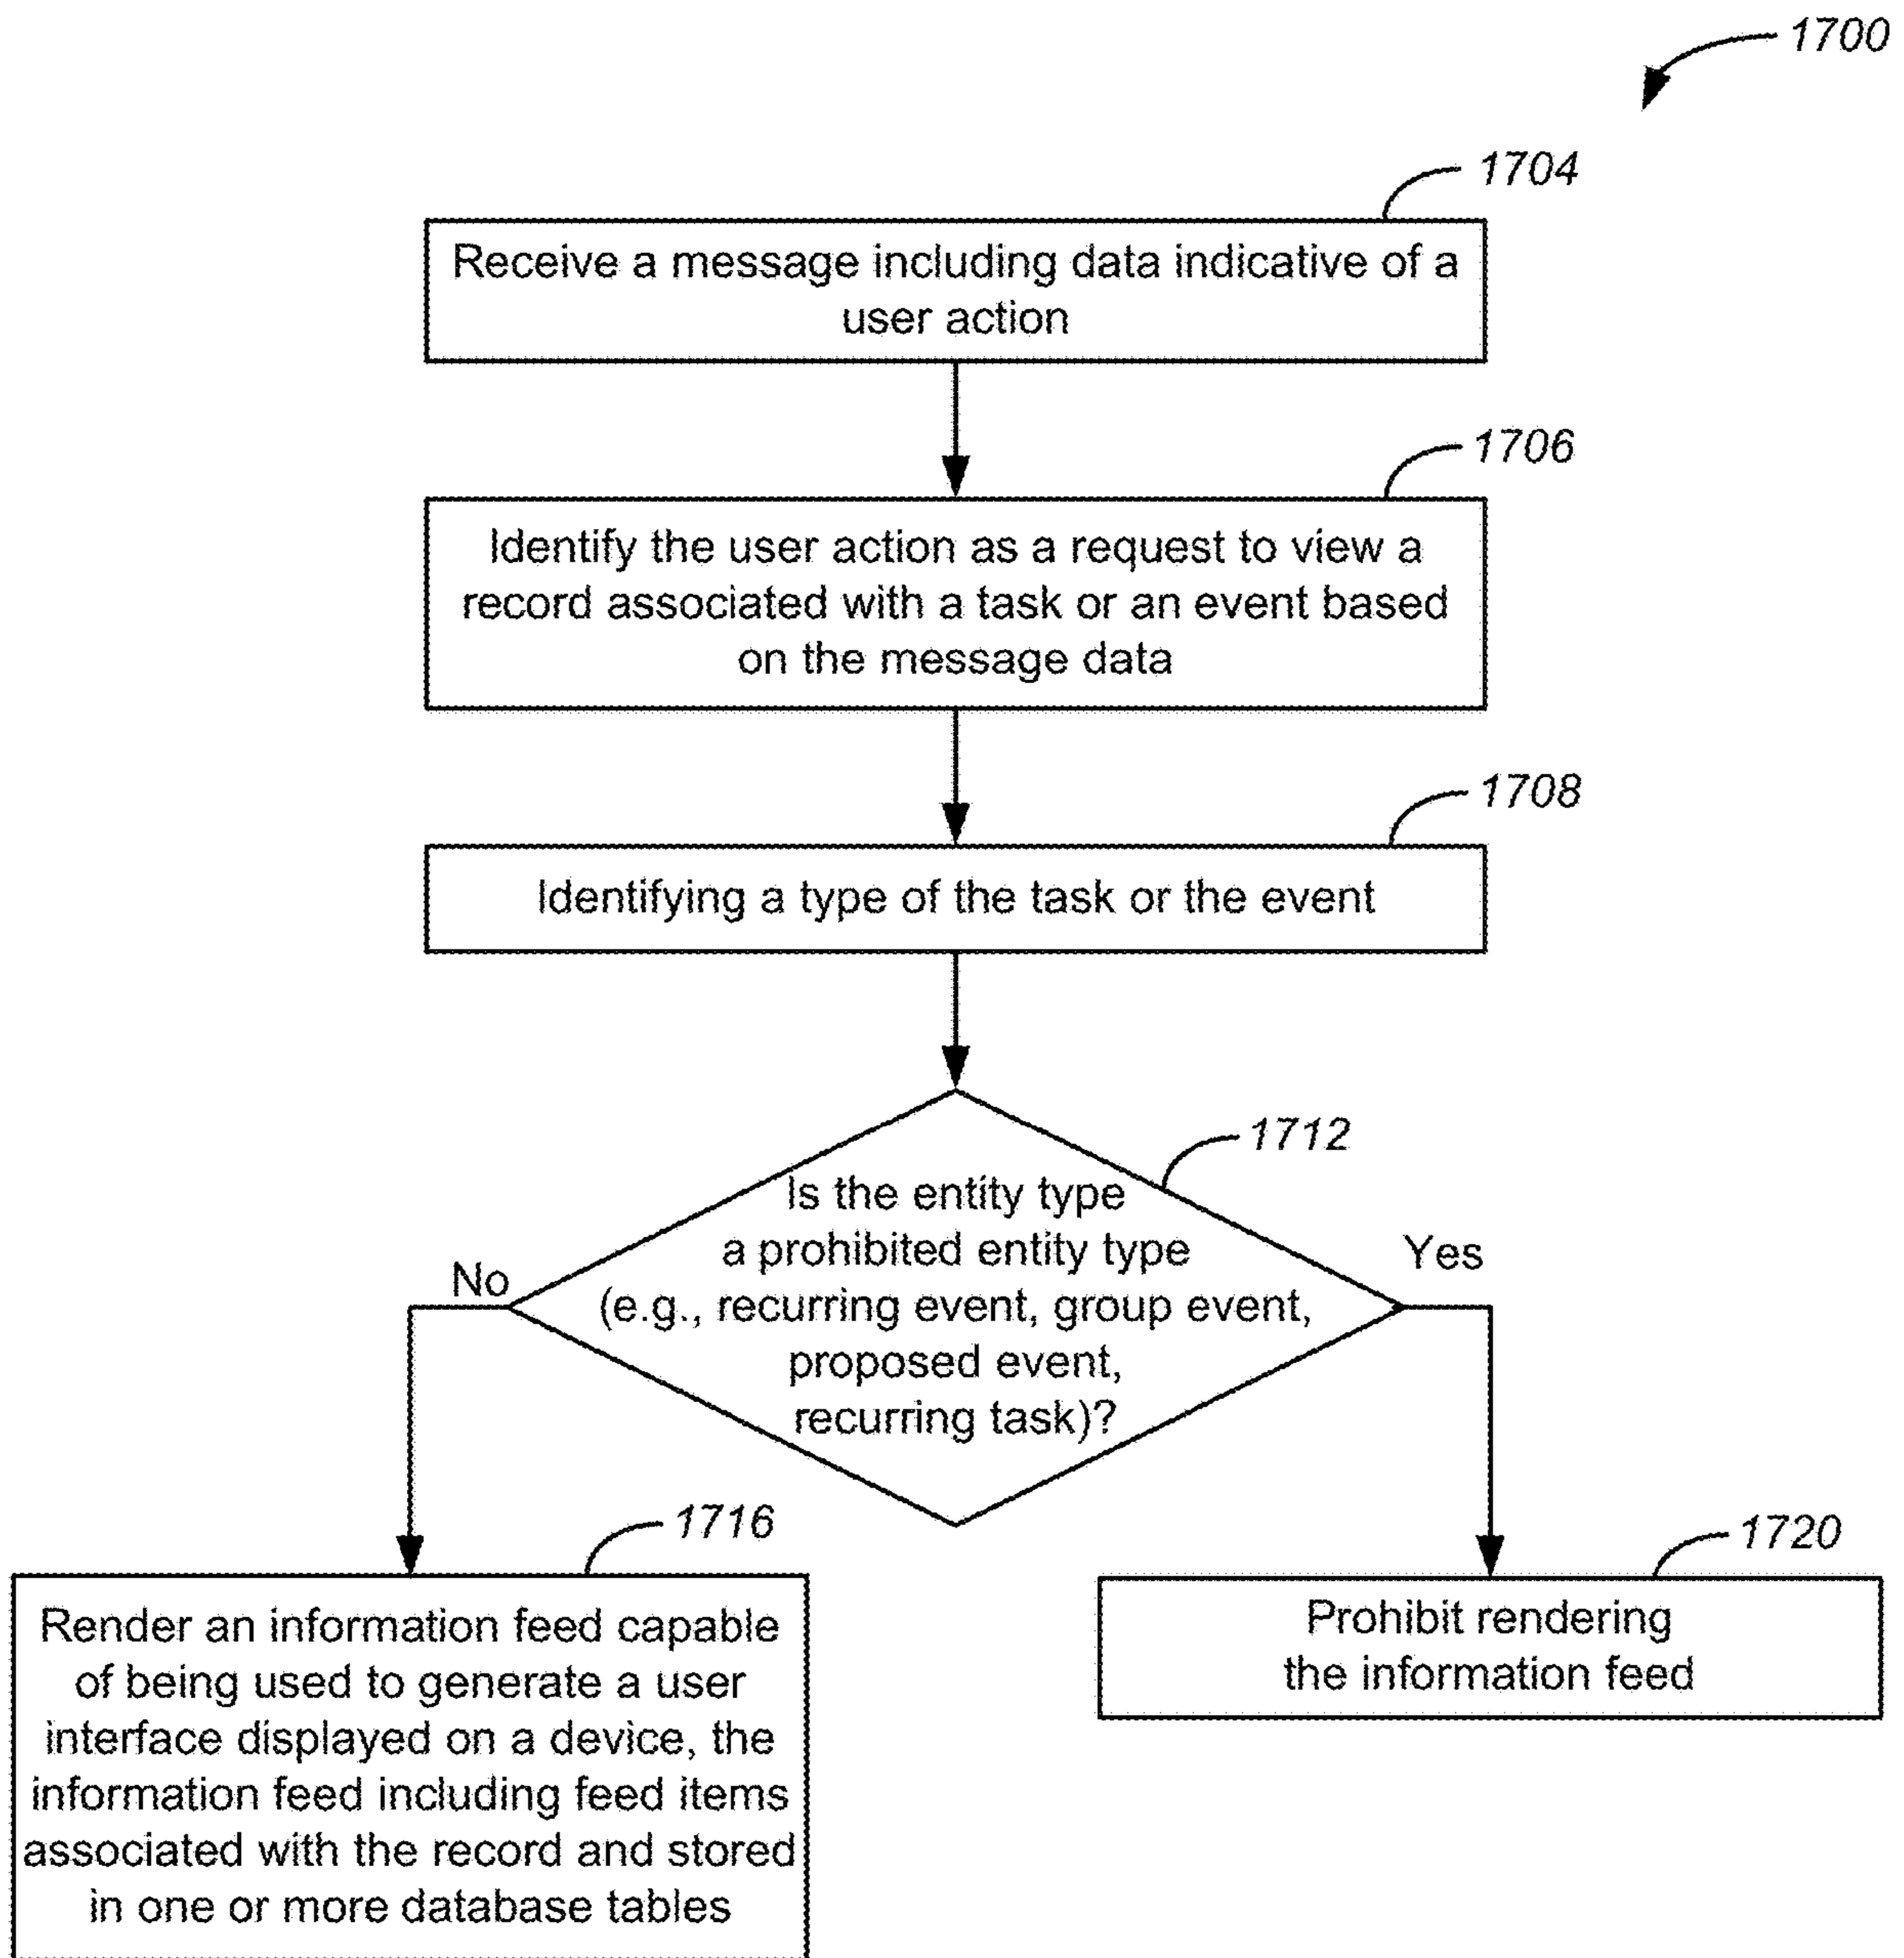 1700
1704
Receive a message including data indicative of a
user action
1706
Identify the user action as a request to view a
record associated with a task or an event based
on the message data
1708
Identifying a type of the task or the event
1712
Is the entity type
a prohibited entity type
(e.g., recurring event, group event,
proposed event,
recurring task)?
No
Yes
1716
Render an information feed capable
of being used to generate a user
interface displayed on a device, the
information feed including feed items
associated with the record and stored
in one or more database tables
1720
Prohibit rendering
the information feed